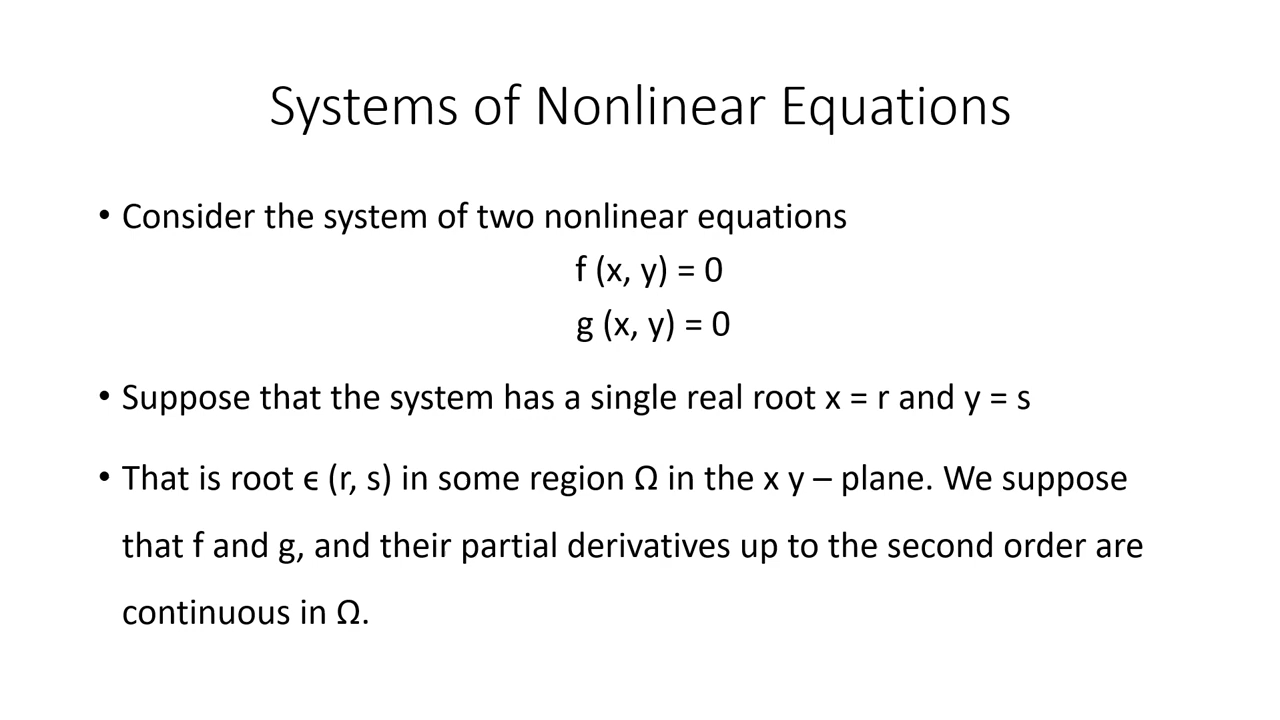 Systems of Nonlinear Equations
• Consider the system of two nonlinear equations
f (x, y) = 0
g (x, y) = 0
• Suppose that the system has a single real root x = r and y = s
• That is root ϵ (r, s) in some region Ω in the x y – plane. We suppose
that f and g, and their partial derivatives up to the second order are
continuous in Ω.